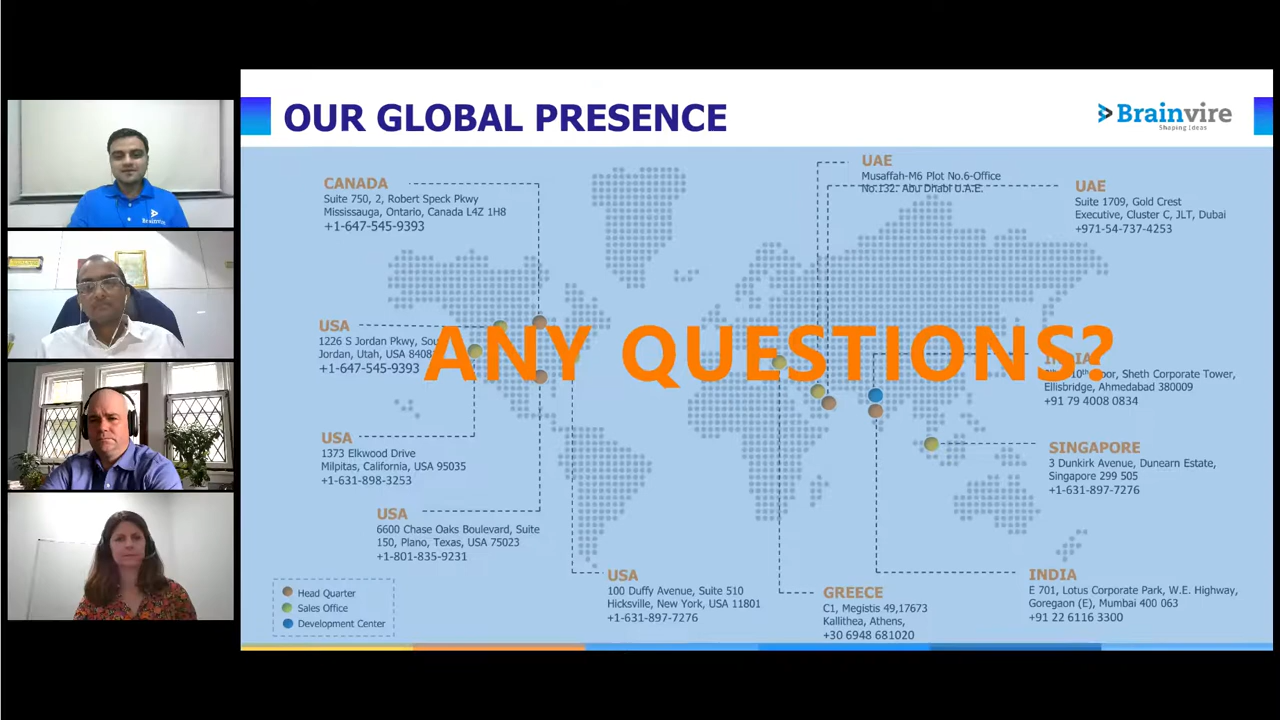 OUR GLOBAL PRESENCE
Brainvire
Shaping Ideas
CANADA
Suite 750, 2, Robert Speck Pkwy
Mississauga, Ontario, Canada L4Z 1H8
+1-647-545-9393
UAE
Musaffah-M6 Plot No.6-Office
No.132. Abu Dhabi U.A.E.
UAE
Suite 1709, Gold Crest
Executive, Cluster C, JLT, Dubai
+971-54-737-4253
USA
1226 S Jordan Pkwy,
Jordan, Utah, USA
+1-647-545-9393
ANY QUESTIONS?
Sheth Corporate Tower,
Ellisbridge, Ahmedabad 380009
+91 79 4008 0834
USA
1373 Elkwood Drive
Milpitas, California, USA 95035
+1-631-898-3253
SINGAPORE
3 Dunkirk Avenue, Dunearn Estate,
Singapore 299 505
+1-631-897-7276
USA
6600 Chase Oaks Boulevard, Suite
150, Plano, Texas, USA 75023
+1-801-835-9231
USA
100 Duffy Avenue, Suite 510
Hicksville, New York, USA 11801
+1-631-897-7276
GREECE
C1, Megistis 49,17673
Kallithea, Athens,
+30 6948 681020
INDIA
E 701, Lotus Corporate Park, W.E. Highway,
Goregaon (E), Mumbai 400 063
+91 22 6116 3300
Head Quarter
Sales Office
Development Center
Brainvire